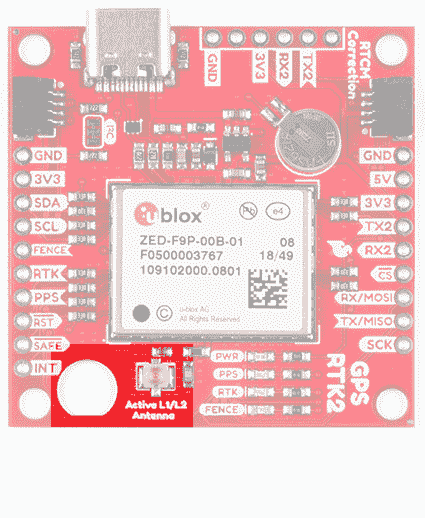 GND
3V3
RX2
TX2
RTCM
Correction
GND
3V3
SDA
SCL
FENCE
RTK
PPS
RST
SAFE
INT
GND
5V
3V3
TX2
RX2
CS
RX/MOSI
TX/MISO
SCK
ublox®
Pb
e4
ZED-F9P-00B-01
08
F0500003767
18/49
109102000.0801
©
u-blox AG
All Rights Reserved
PWR
PPS
RTK
FENCE
GPS
RTK2
Active L1/L2
Antenna